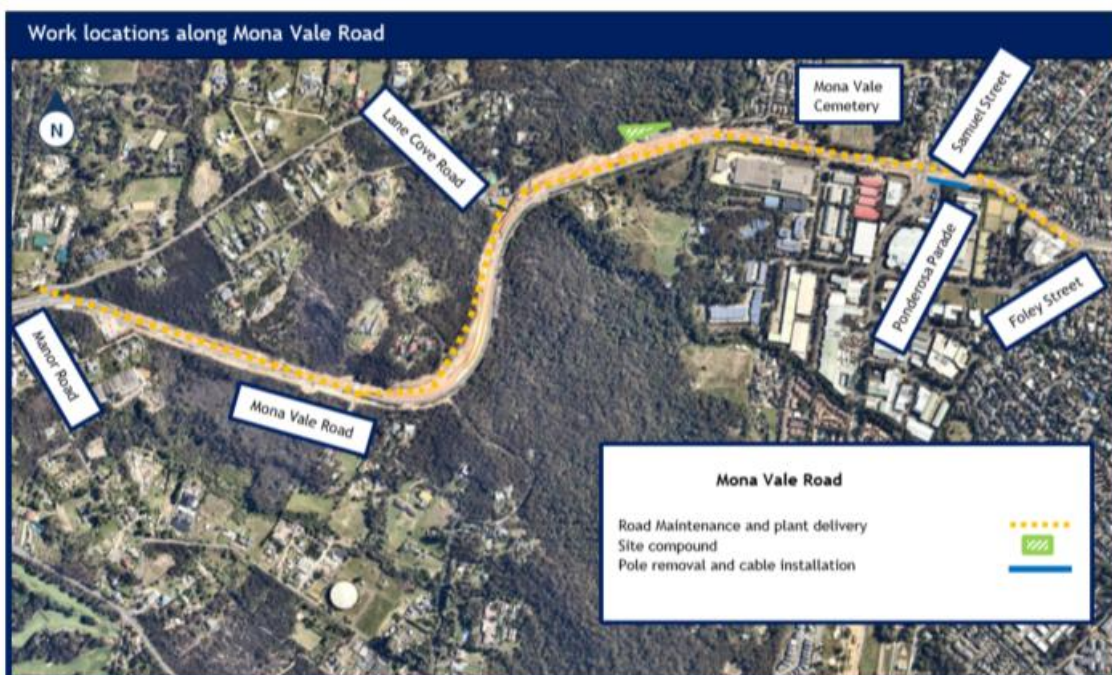 Work locations along Mona Vale Road
N
Lane Cove Road
Mona Vale
Cemetery
Samuel Street
Ponderosa Parade
Foley Street
Manor Road
Mona Vale Road
Mona Vale Road
Road Maintenance and plant delivery
Site compound
Pole removal and cable installation